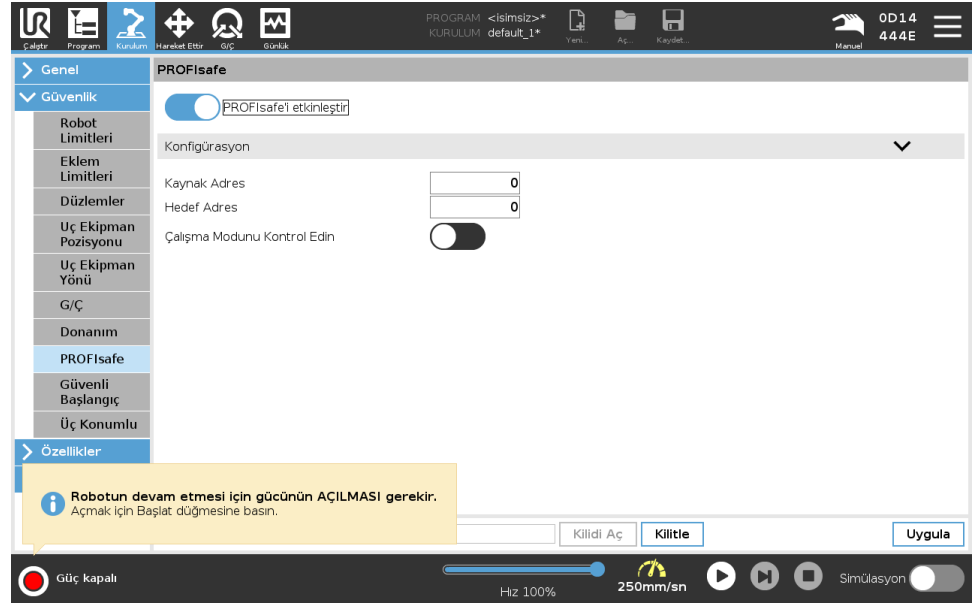 PROGRAM <isimsiz>*
KURULUM default_1*
0D14
444E
Çalıştır Program Kurulum Hareket Ettir G/Ç Günlük
Yeni... Aç... Kaydet...
Manuel
Genel
PROFIsafe
Güvenlik
PROFIsafe'i etkinleştir
Robot
Limitleri
Konfigürasyon
Eklem
Limitleri
Kaynak Adres 0
Düzlemler
Hedef Adres 0
Uç Ekipman
Pozisyonu
Çalışma Modunu Kontrol Edin
Uç Ekipman
Yönü
G/Ç
Donanım
PROFIsafe
Güvenli
Başlangıç
Üç Konumlu
Özellikler
Robotun devam etmesi için gücünün AÇILMASI gerekir.
Açmak için Başlat düğmesine basın.
Kilidi Aç Kilitle Uygula
Güç kapalı
Hız 100%
250mm/sn
Simülasyon